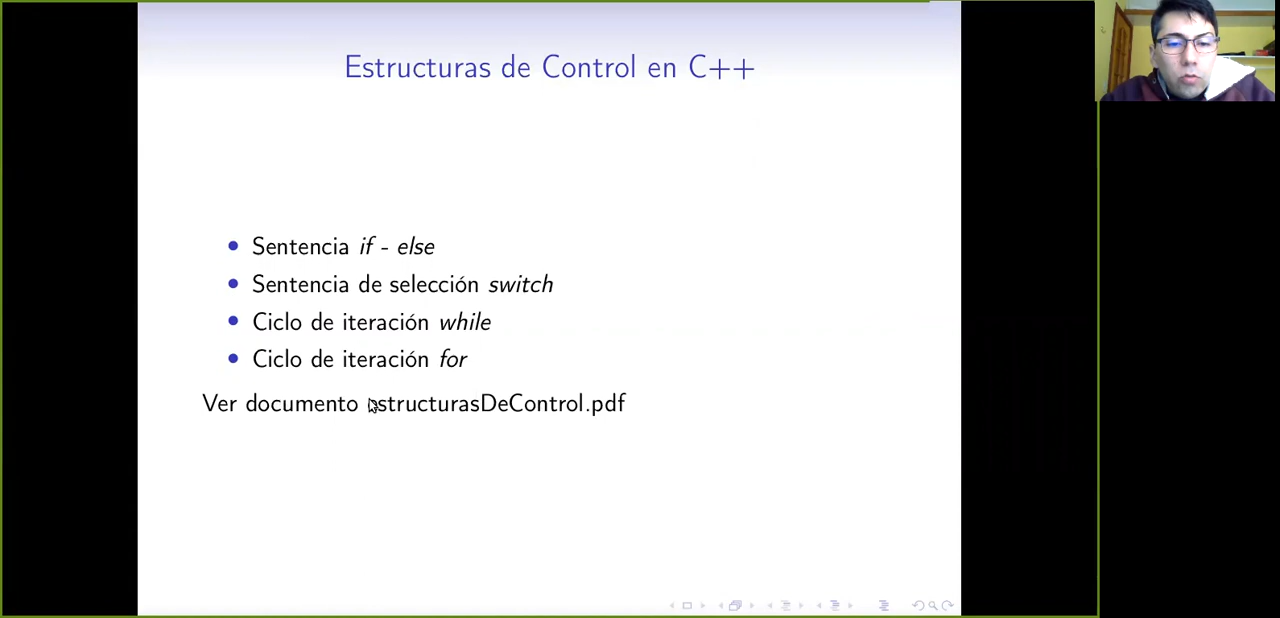 Estructuras de Control en C++
• Sentencia if - else
• Sentencia de selección switch
• Ciclo de iteración while
• Ciclo de iteración for
Ver documento estructurasDeControl.pdf